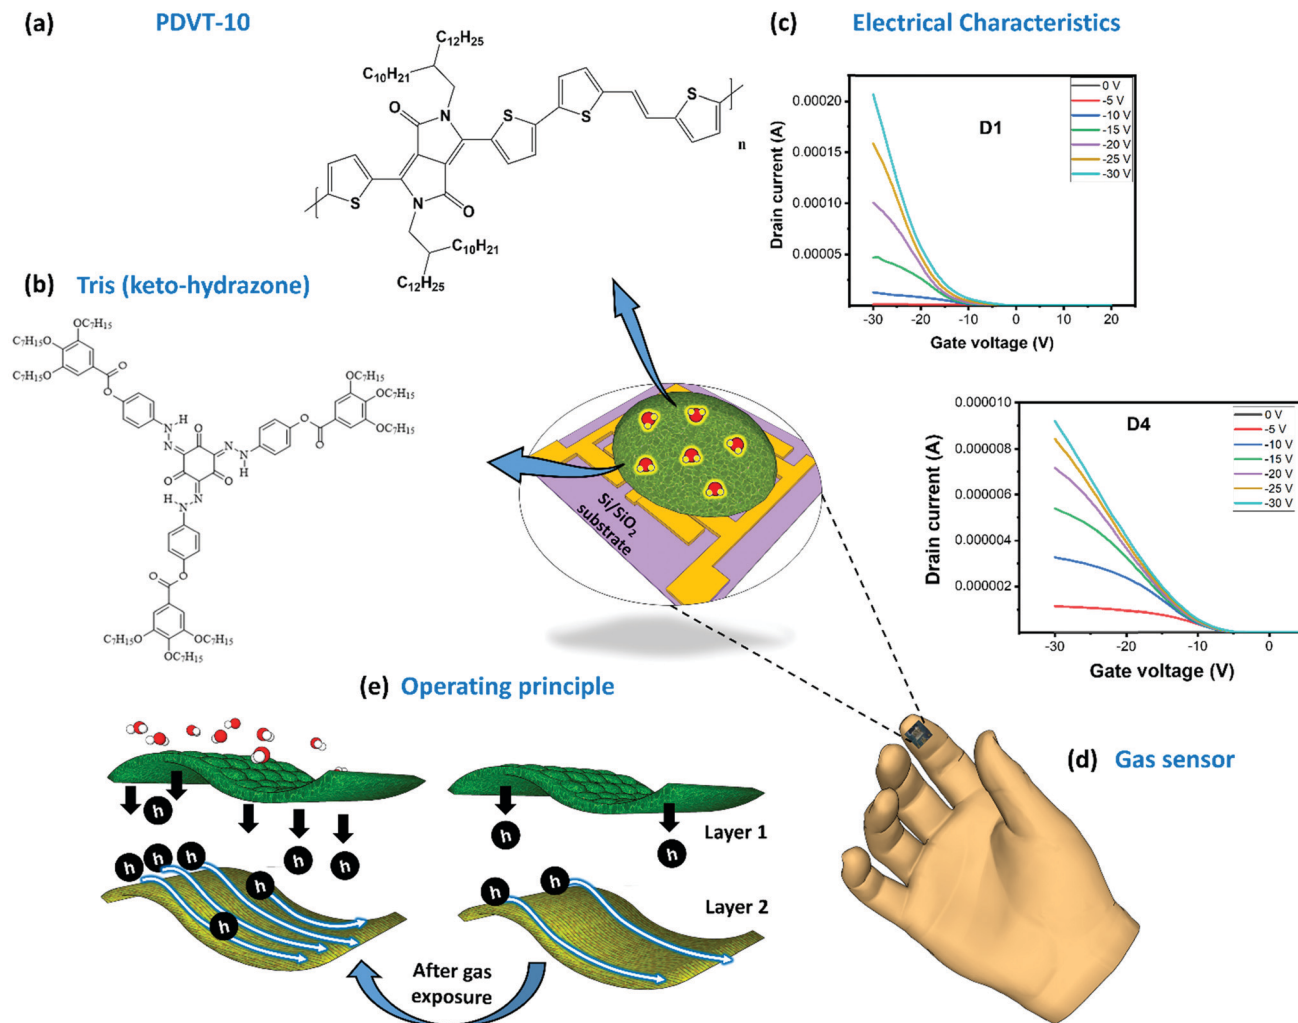 (a) PDVT-10
C12H25
C10H21
O
N
S
S
S
n
S
N
O
C10H21
C12H25
(b) Tris (keto-hydrazone)
OC7H15
C7H15O
C7H15O
O
O
H
N
N
O
O
O
N
N
H
O
O
OC7H15
OC7H15
OC7H15
H
N
N
O
O
C7H15O
OC7H15
OC7H15
Si/SiO2
substrate
(c) Electrical Characteristics
D1
0 V
-5 V
-10 V
-15 V
-20 V
-25 V
-30 V
Drain current (A)
0.00020
0.00015
0.00010
0.00005
-30 -20 -10 0 10 20
Gate voltage (V)
D4
0 V
-5 V
-10 V
-15 V
-20 V
-25 V
-30 V
Drain current (A)
0.000010
0.000008
0.000006
0.000004
0.000002
-30 -20 -10 0
Gate voltage (V)
(d) Gas sensor
(e) Operating principle
h
h
h
h
h
h
h
h
h
h
h
h
Layer 1
Layer 2
After gas
exposure